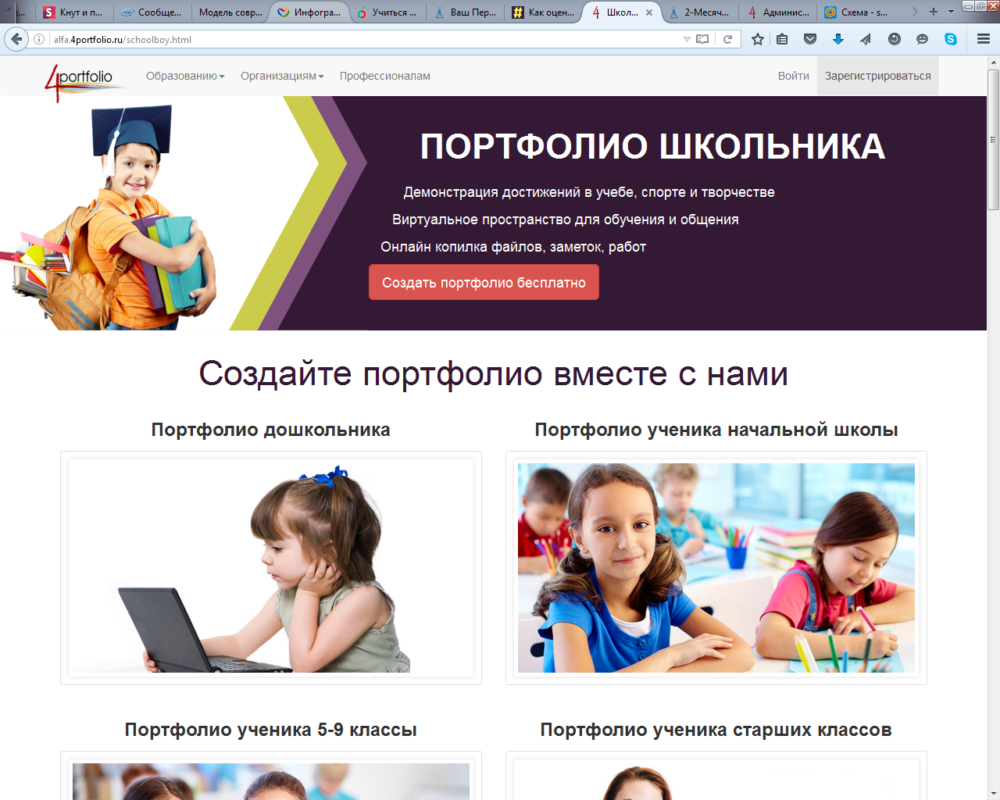 Кнут и п...
Сообще...
Модель совр...
Инфогра...
Учиться ...
Ваш Пер...
Как оцен...
Школ...
2-Месяч...
Админис...
Схема - s...
alfa.4portfolio.ru/schoolboy.html
4portfolio
Образованию
Организациям
Профессионалам
Войти
Зарегистрироваться
ПОРТФОЛИО ШКОЛЬНИКА
Демонстрация достижений в учебе, спорте и творчестве
Виртуальное пространство для обучения и общения
Онлайн копилка файлов, заметок, работ
Создать портфолио бесплатно
Создайте портфолио вместе с нами
Портфолио дошкольника
Портфолио ученика начальной школы
Портфолио ученика 5-9 классы
Портфолио ученика старших классов